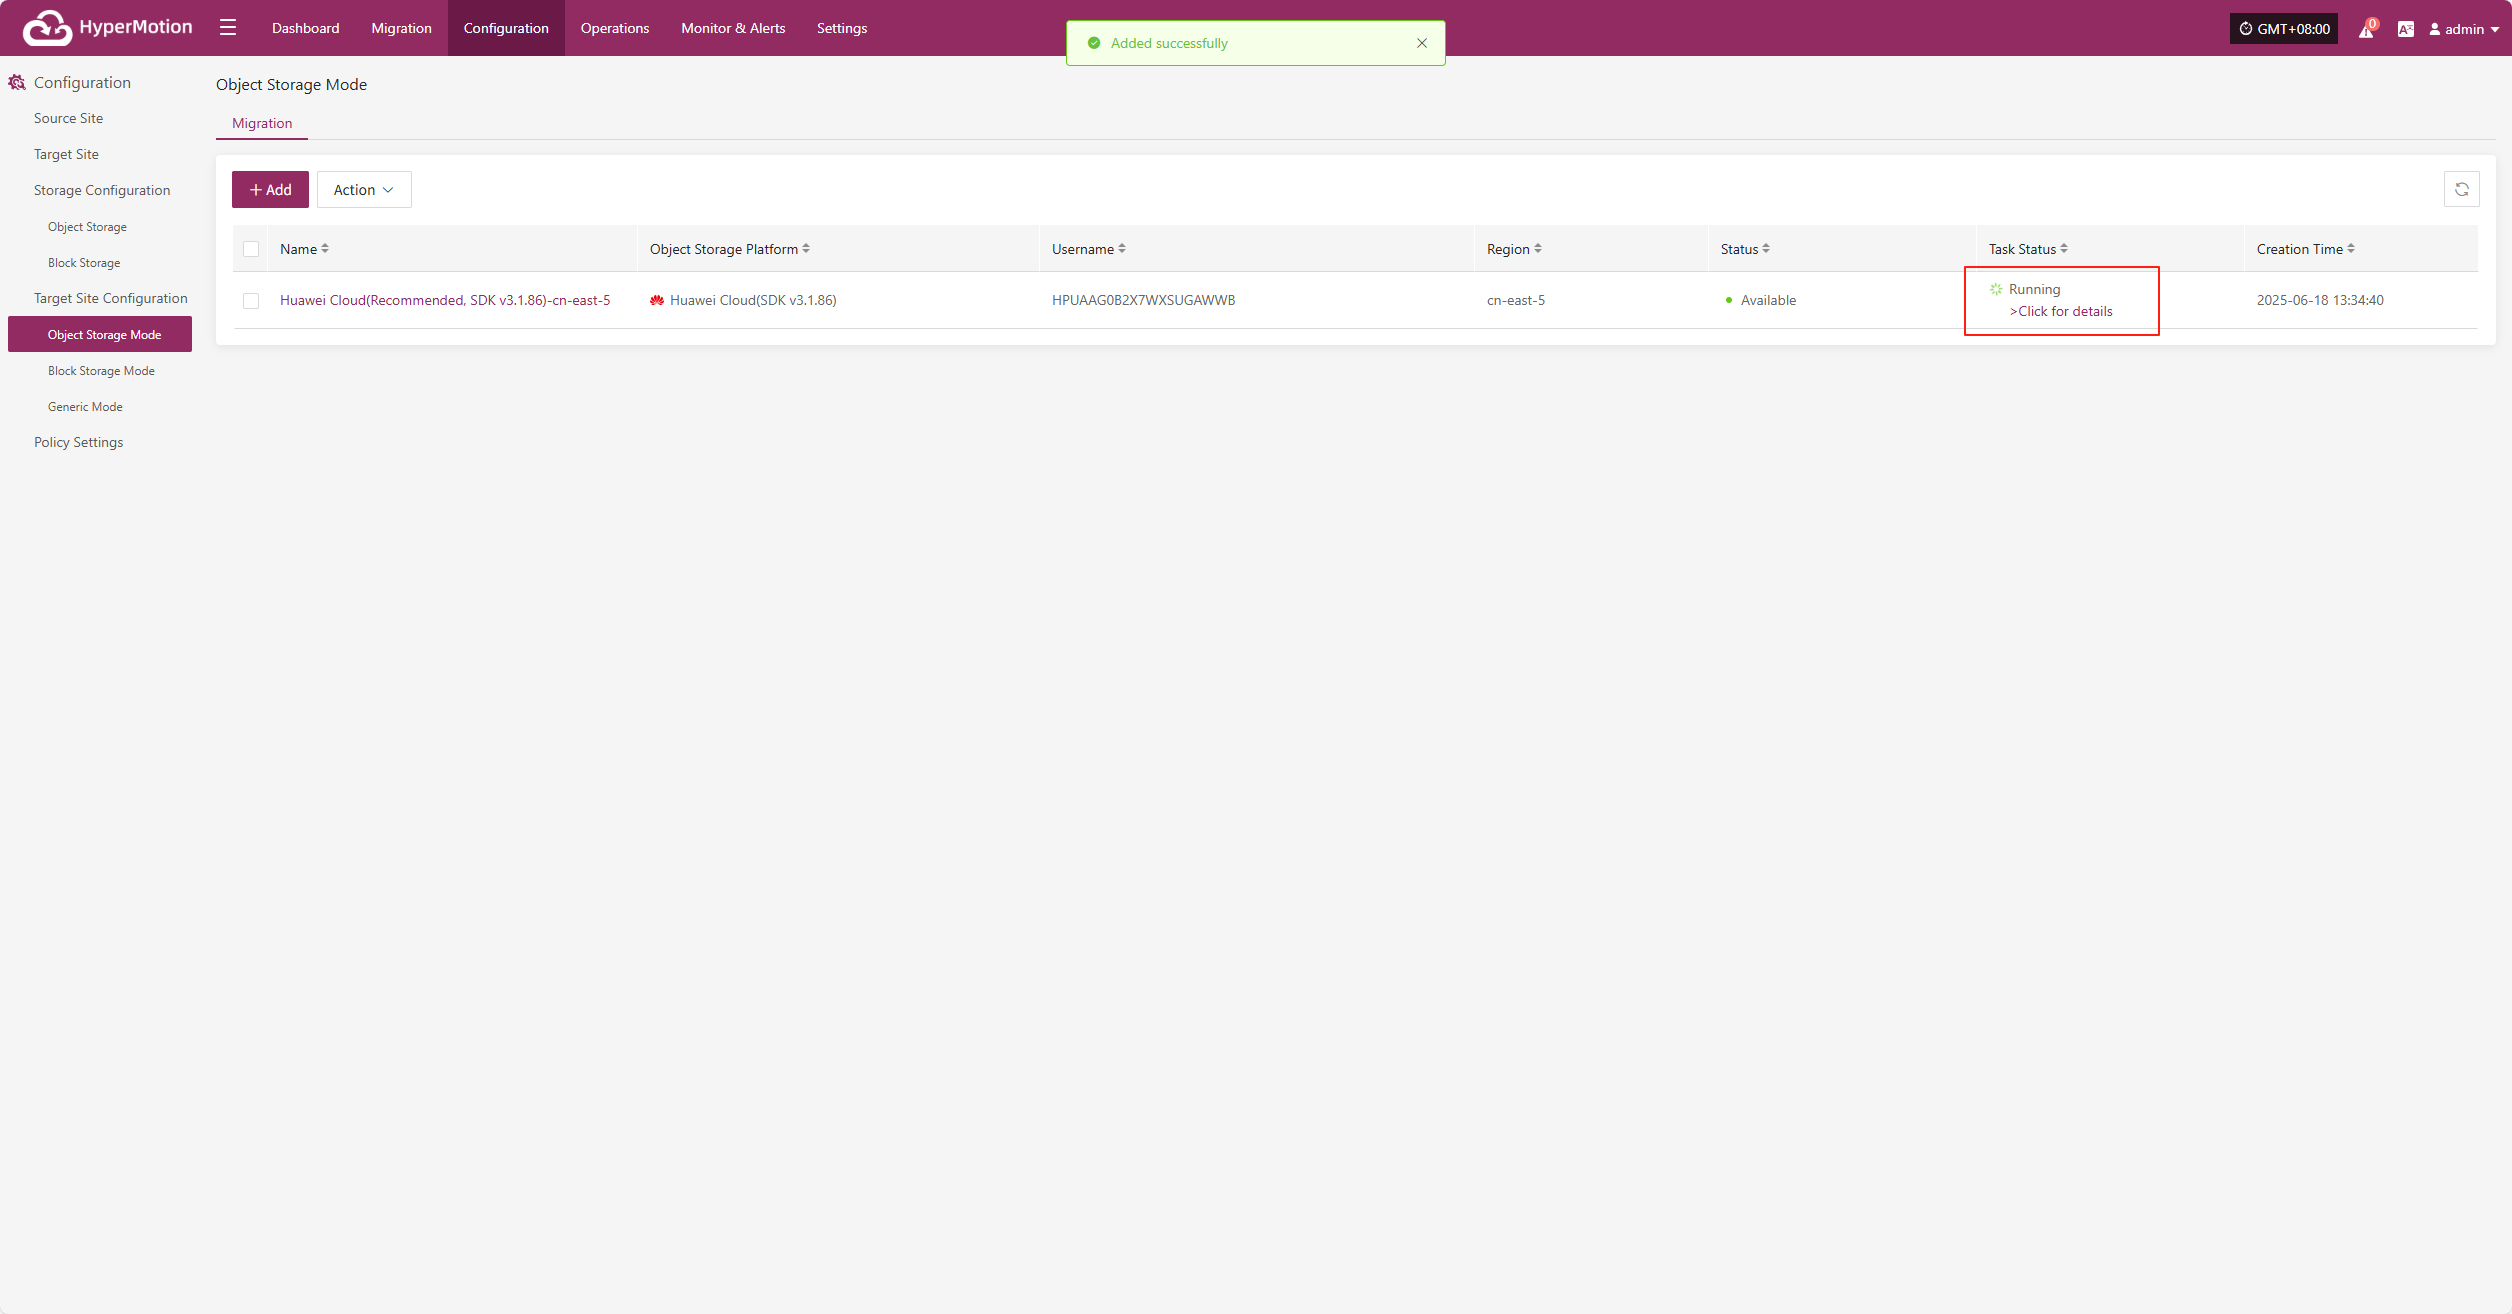 HyperMotion
Dashboard
Migration
Configuration
Operations
Monitor & Alerts
Settings
Added successfully
GMT+08:00
0
admin
Configuration
Source Site
Target Site
Storage Configuration
Object Storage
Block Storage
Target Site Configuration
Object Storage Mode
Block Storage Mode
Generic Mode
Policy Settings
Object Storage Mode
Migration
Add
Action
Name
Object Storage Platform
Username
Region
Status
Task Status
Creation Time
Huawei Cloud(Recommended, SDK v3.1.86)-cn-east-5
Huawei Cloud(SDK v3.1.86)
HPUAAG0B2X7WXSUGAWWB
cn-east-5
Available
Running
>Click for details
2025-06-18 13:34:40